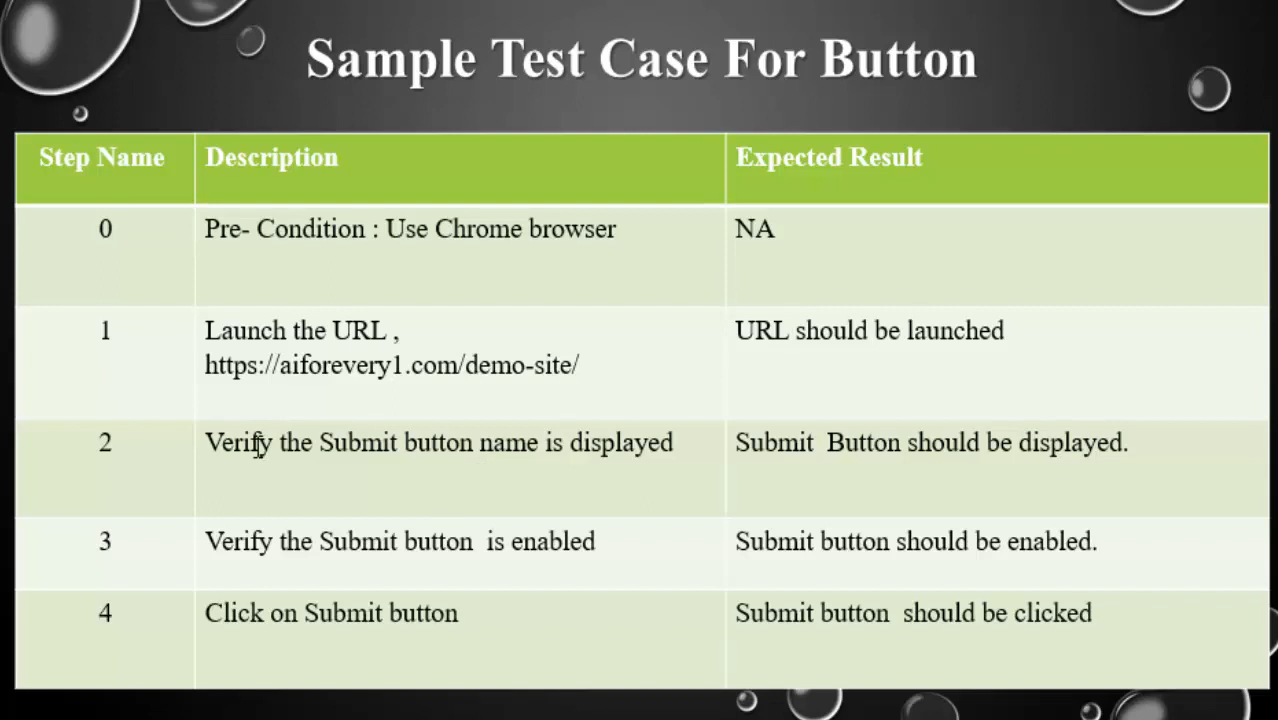 Sample Test Case For Button
Step Name Description Expected Result
0 Pre- Condition : Use Chrome browser NA
1 Launch the URL , URL should be launched
https://aiforevery1.com/demo-site/
2 Verify the Submit button name is displayed Submit Button should be displayed.
3 Verify the Submit button is enabled Submit button should be enabled.
4 Click on Submit button Submit button should be clicked